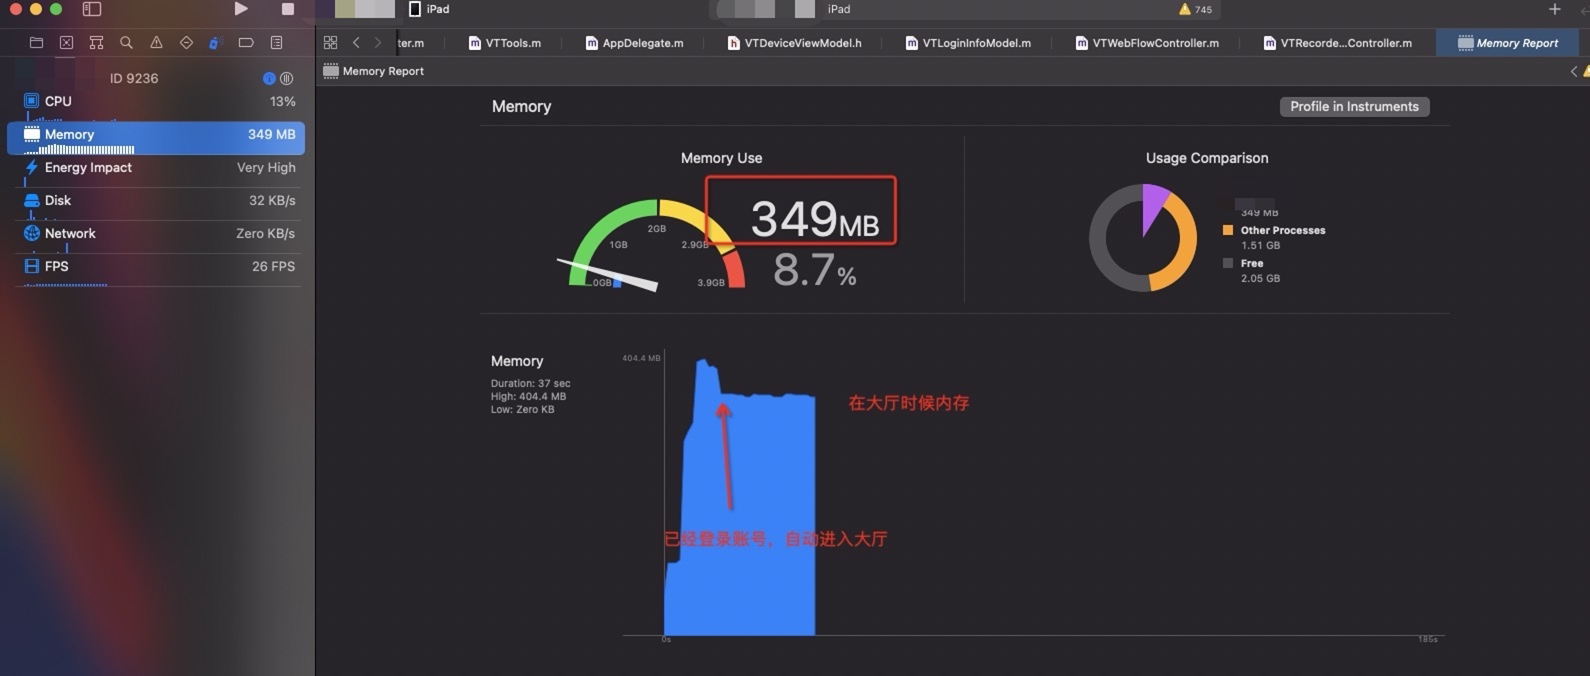 iPad
iPad
745
ter.m
VTTools.m
AppDelegate.m
VTDeviceViewModel.h
VTLoginInfoModel.m
VTWebFlowController.m
VTRecorde...Controller.m
Memory Report
ID 9236
Memory Report
CPU
13%
Memory
349 MB
Energy Impact
Very High
Disk
32 KB/s
Network
Zero KB/s
FPS
26 FPS
Memory
Profile in Instruments
Memory Use
Usage Comparison
349MB
8.7%
0GB
1GB
2GB
2.9GB
3.9GB
349 MB
Other Processes
1.51 GB
Free
2.05 GB
Memory
Duration: 37 sec
High: 404.4 MB
Low: Zero KB
404.4 MB
在大厅时候内存
已经登录账号，自动进入大厅
0s
185s